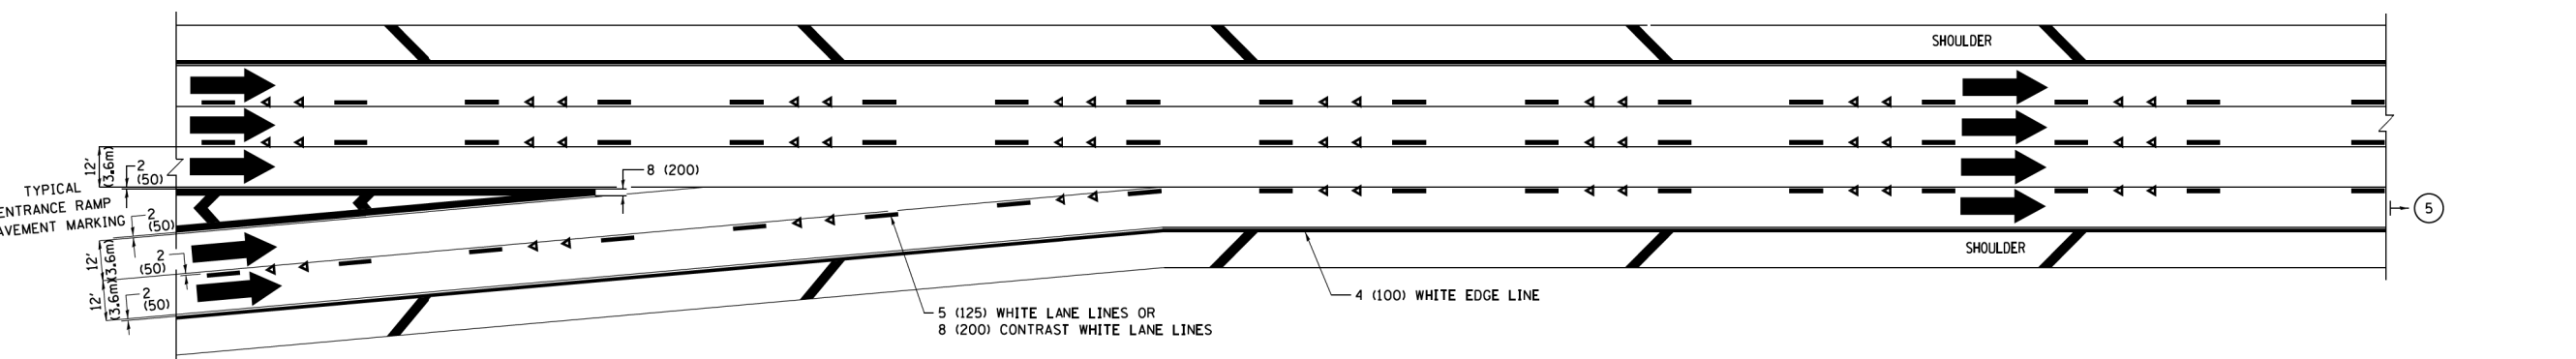 SHOULDER
12'
(3.6m)
2
(50)
8 (200)
TYPICAL
ENTRANCE RAMP
PAVEMENT MARKING
2
(50)
12'
(3.6m)
2
(50)
12'
(3.6m)
2
(50)
5
SHOULDER
4 (100) WHITE EDGE LINE
5 (125) WHITE LANE LINES OR
8 (200) CONTRAST WHITE LANE LINES